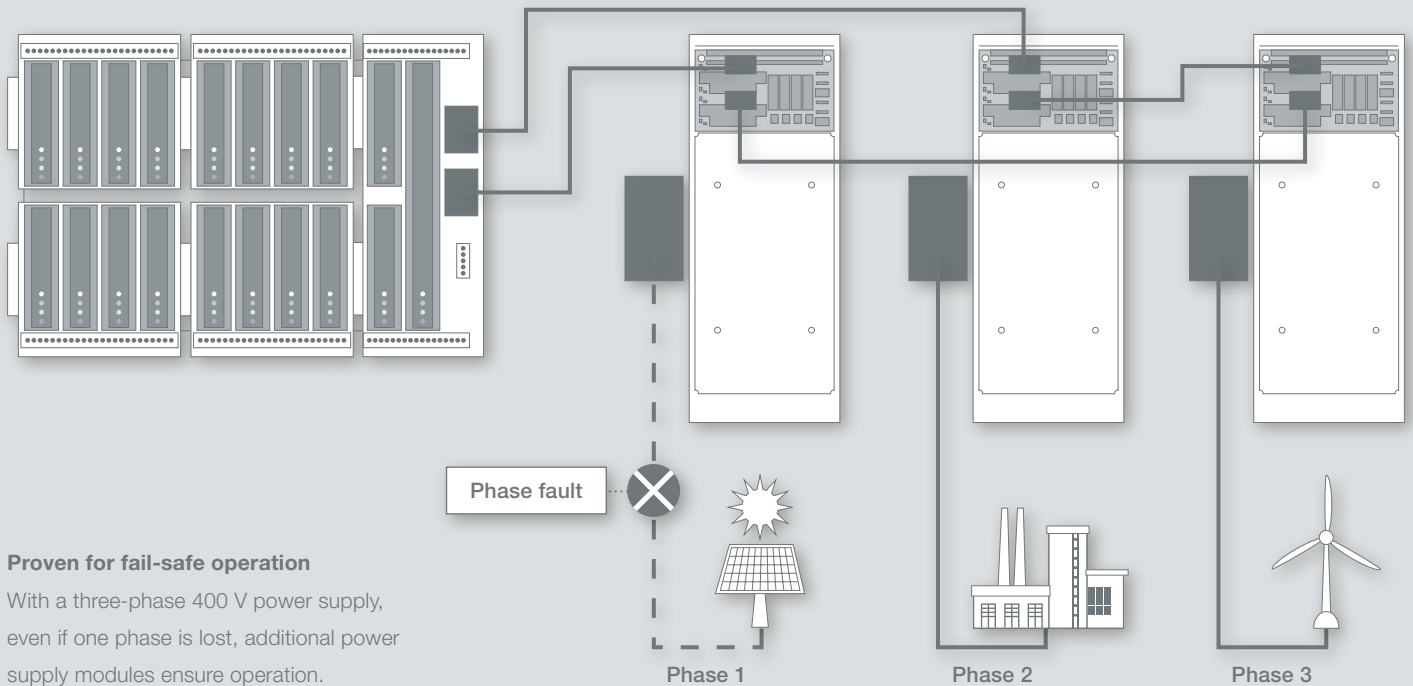 Phase fault
Proven for fail-safe operation
With a three-phase 400 V power supply,
even if one phase is lost, additional power
supply modules ensure operation.
Phase 1
Phase 2
Phase 3